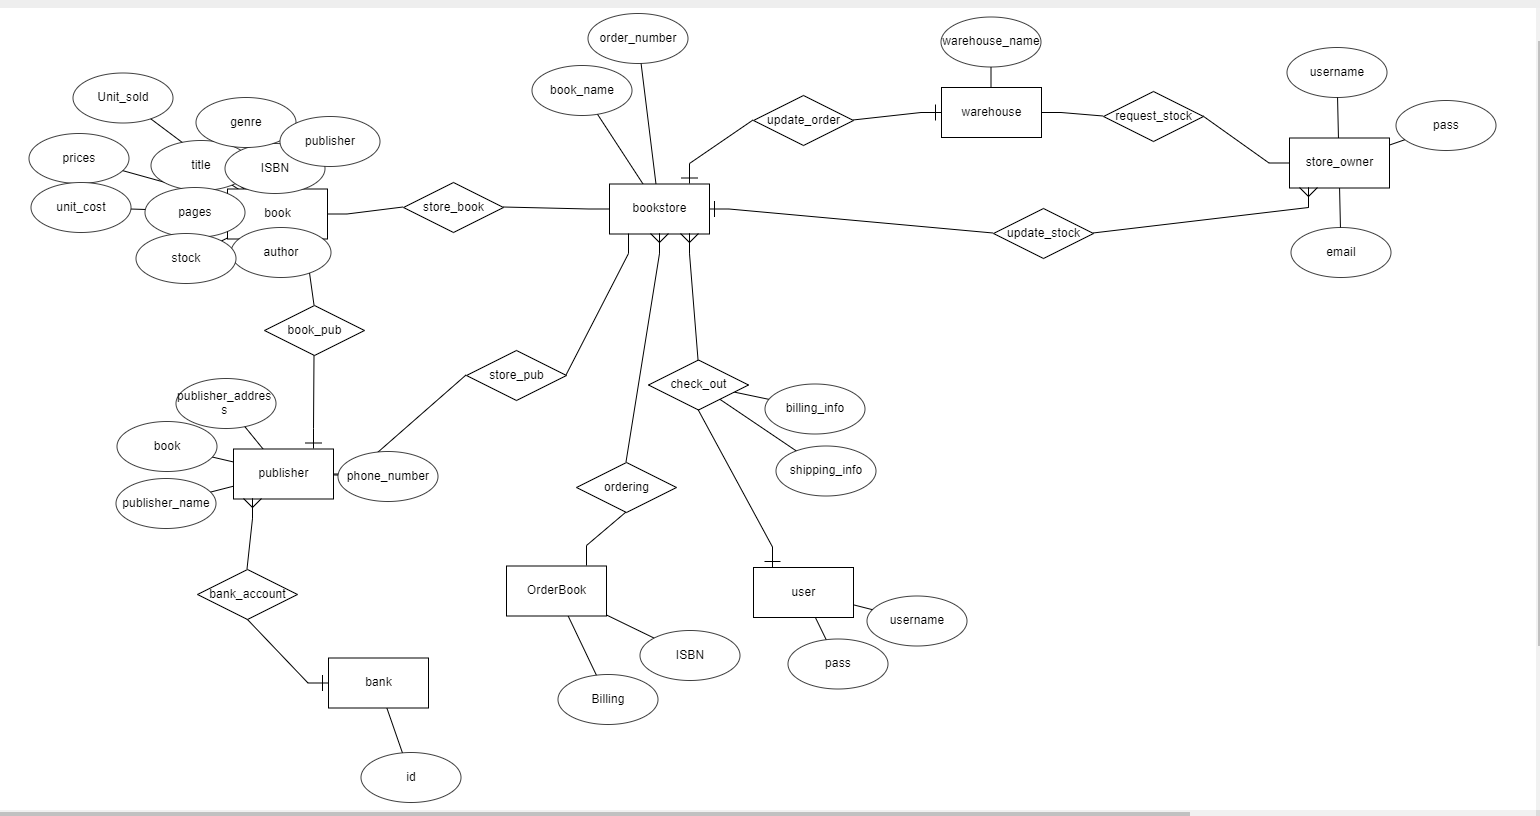 order_number
warehouse_name
username
book_name
Unit_sold
genre
publisher
pass
update_order
warehouse
request_stock
prices
title
ISBN
store_owner
unit_cost
pages
book
store_book
bookstore
update_stock
stock
author
email
book_pub
store_pub
check_out
publisher_addres
s
billing_info
book
publisher
phone_number
shipping_info
publisher_name
ordering
bank_account
OrderBook
user
username
ISBN
pass
bank
Billing
id